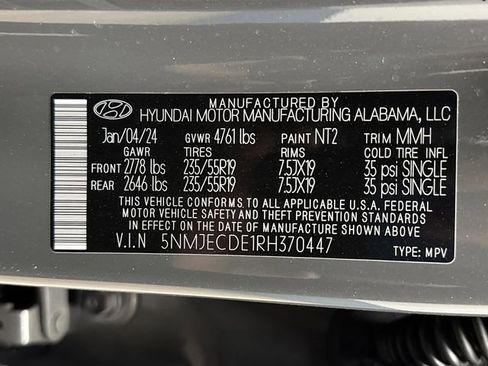 MANUFACTURED BY
HYUNDAI MOTOR MANUFACTURING ALABAMA, LLC
Jan/04/24 GVWR 4761 lbs PAINT NT2 TRIM MMH
GAWR TIRES RIMS COLD TIRE INFL
FRONT 2778 lbs 235/55R19 7.5JX19 35 psi SINGLE
REAR 2646 lbs 235/55R19 7.5JX19 35 psi SINGLE
THIS VEHICLE CONFORMS TO ALL APPLICABLE U.S.A. FEDERAL
MOTOR VEHICLE SAFETY AND THEFT PREVENTION STANDARDS
IN EFFECT ON THE DATE OF MANUFACTURE SHOWN ABOVE.
V.I.N 5NMJECDE1RH370447 TYPE: MPV